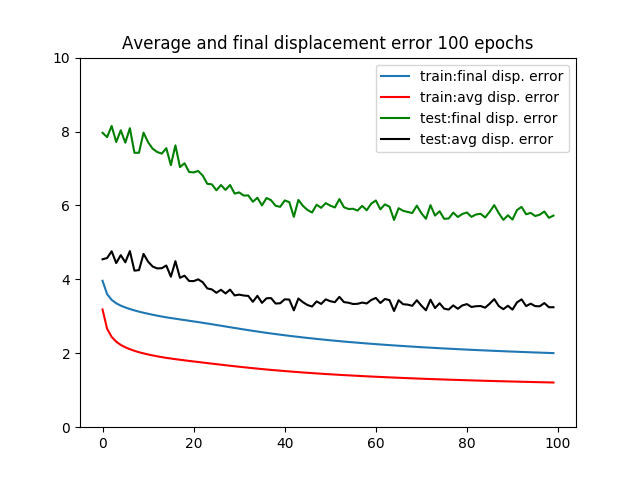 Average and final displacement error 100 epochs
train:final disp. error
train:avg disp. error
test:final disp. error
test:avg disp. error
10
8
6
4
2
0
0 20 40 60 80 100